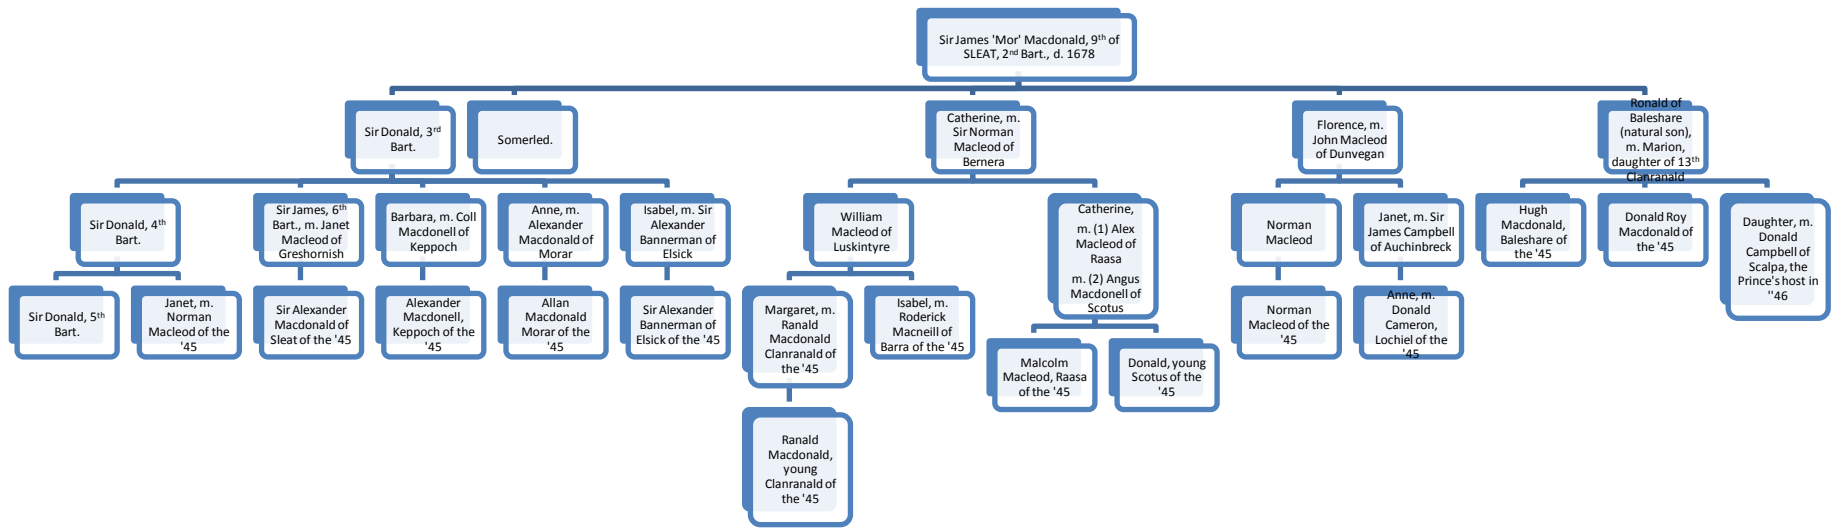 Sir James 'Mor' Macdonald, 9th of
SLEAT, 2nd Bart., d. 1678
Sir Donald, 3rd
Bart.
Somerled.
Catherine, m.
Sir Norman
Macleod of
Bernera
Florence, m.
John Macleod
of Dunvegan
Ronald of
Baleshare
(natural son),
m. Marion,
daughter of 13th
Clanranald
Sir Donald, 4th
Bart.
Sir James, 6th
Bart., m. Janet
Macleod of
Greshornish
Barbara, m. Coll
Macdonell of
Keppoch
Anne, m.
Alexander
Macdonald of
Morar
Isabel, m. Sir
Alexander
Bannerman of
Elsick
William
Macleod of
Luskintyre
Catherine,
m. (1) Alex
Macleod of
Raasa
m. (2) Angus
Macdonell of
Scotus
Norman
Macleod
Janet, m. Sir
James Campbell
of Auchinbreck
Hugh
Macdonald,
Baleshare of
the '45
Donald Roy
Macdonald of
the '45
Daughter, m.
Donald
Campbell of
Scalpa, the
Prince's host in
''46
Sir Donald, 5th
Bart.
Janet, m.
Norman
Macleod of the
'45
Sir Alexander
Macdonald of
Sleat of the '45
Alexander
Macdonell,
Keppoch of the
'45
Allan
Macdonald
Morar of the
'45
Sir Alexander
Bannerman of
Elsick of the '45
Margaret, m.
Ranald
Macdonald
Clanranald of
the '45
Isabel, m.
Roderick
Macneill of
Barra of the '45
Malcolm
Macleod, Raasa
of the '45
Donald, young
Scotus of the
'45
Norman
Macleod of the
'45
Anne, m.
Donald
Cameron,
Lochiel of the
'45
Ranald
Macdonald,
young
Clanranald of
the '45